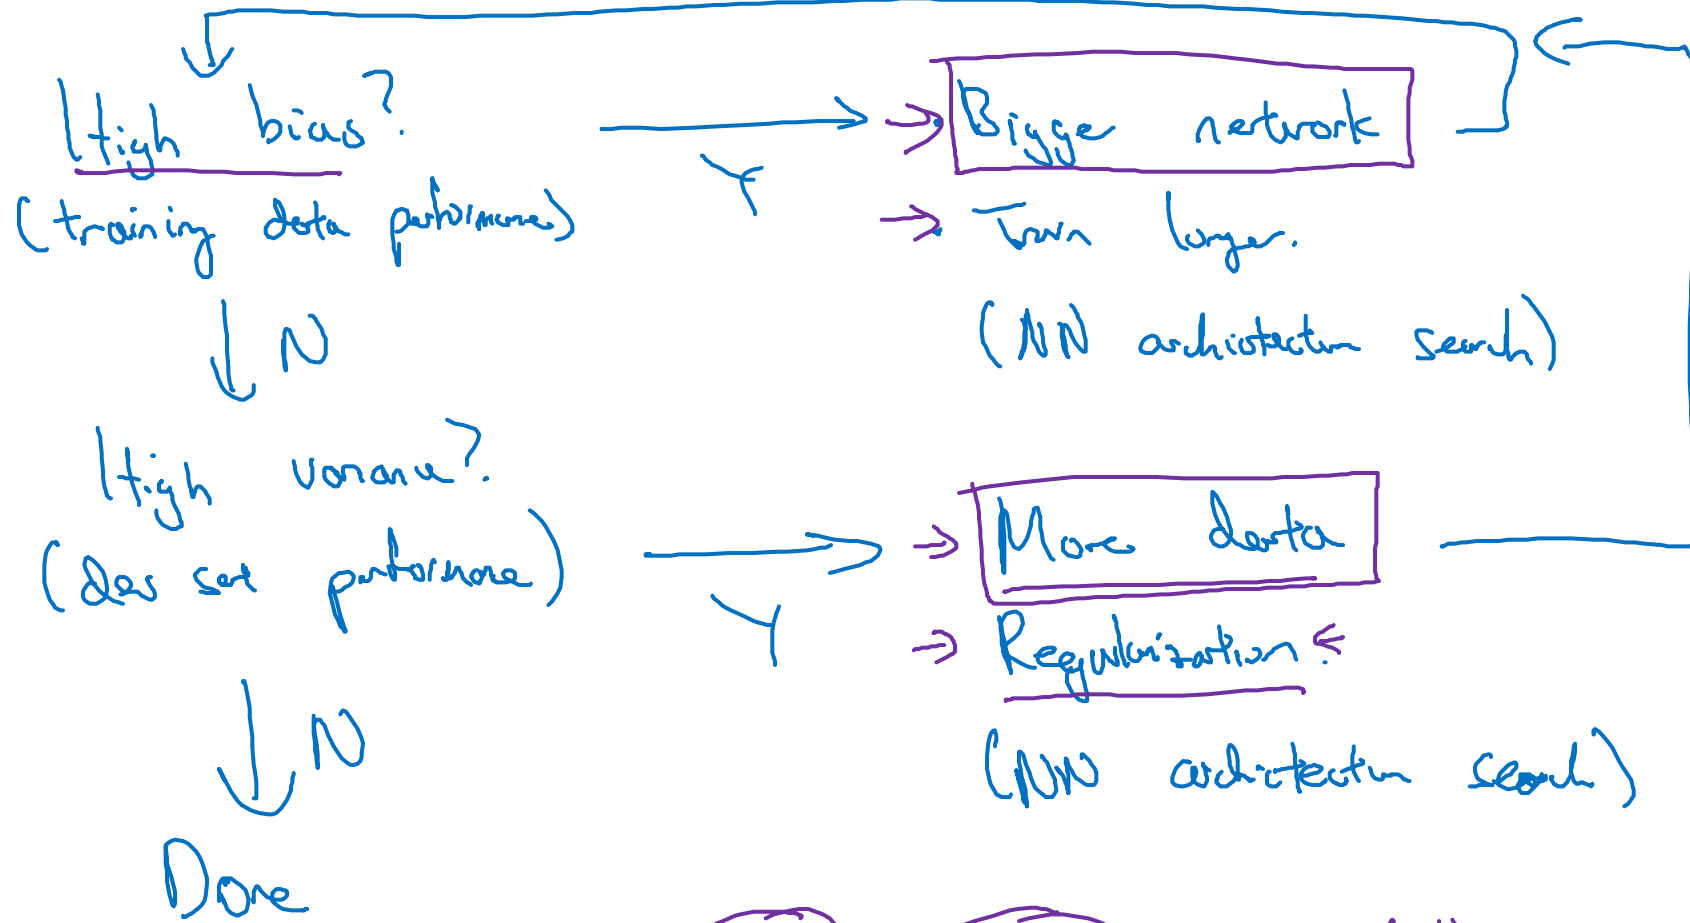 High bias?
(training data performance)
Y
Bigger network
Train longer.
(NN architecture search)
N
High variance?
(dev set performance)
Y
More data
Regularization.
(NN architecture search)
N
Done